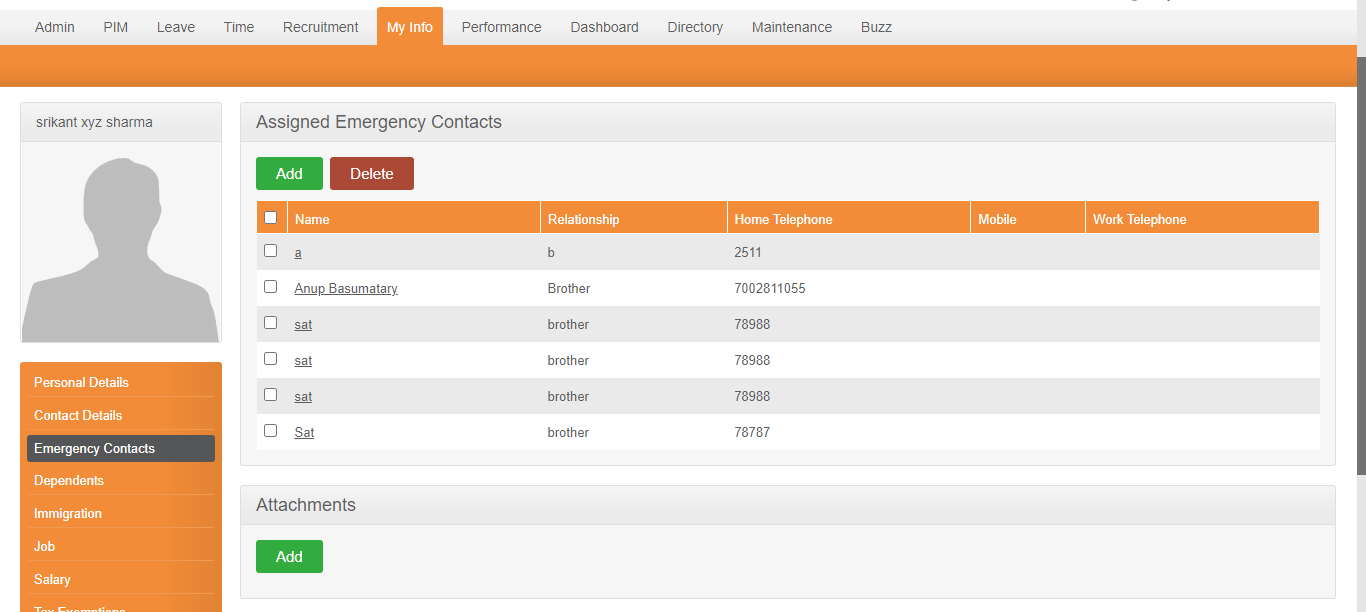 Admin PIM Leave Time Recruitment My Info Performance Dashboard Directory Maintenance Buzz
srikant xyz sharma
Personal Details
Contact Details
Emergency Contacts
Dependents
Immigration
Job
Salary
Tax Exemptions
Assigned Emergency Contacts
Add Delete
Name Relationship Home Telephone Mobile Work Telephone
a b 2511
Anup Basumatary Brother 7002811055
sat brother 78988
sat brother 78988
sat brother 78988
Sat brother 78787
Attachments
Add